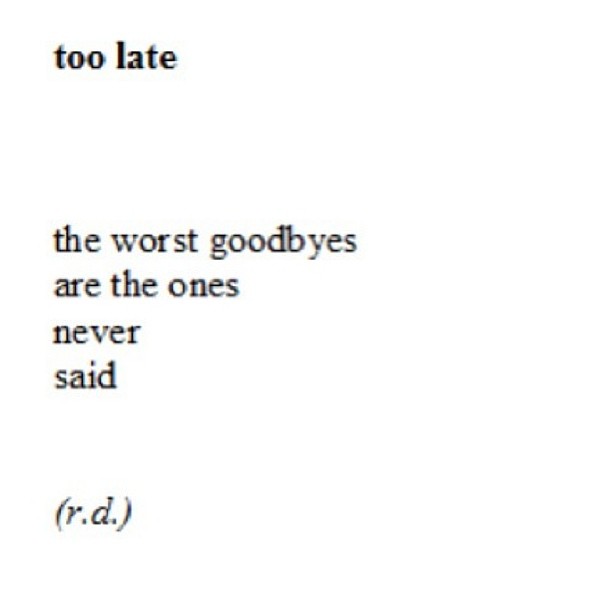 too late
the worst goodbyes
are the ones
never
said
(r.d.)